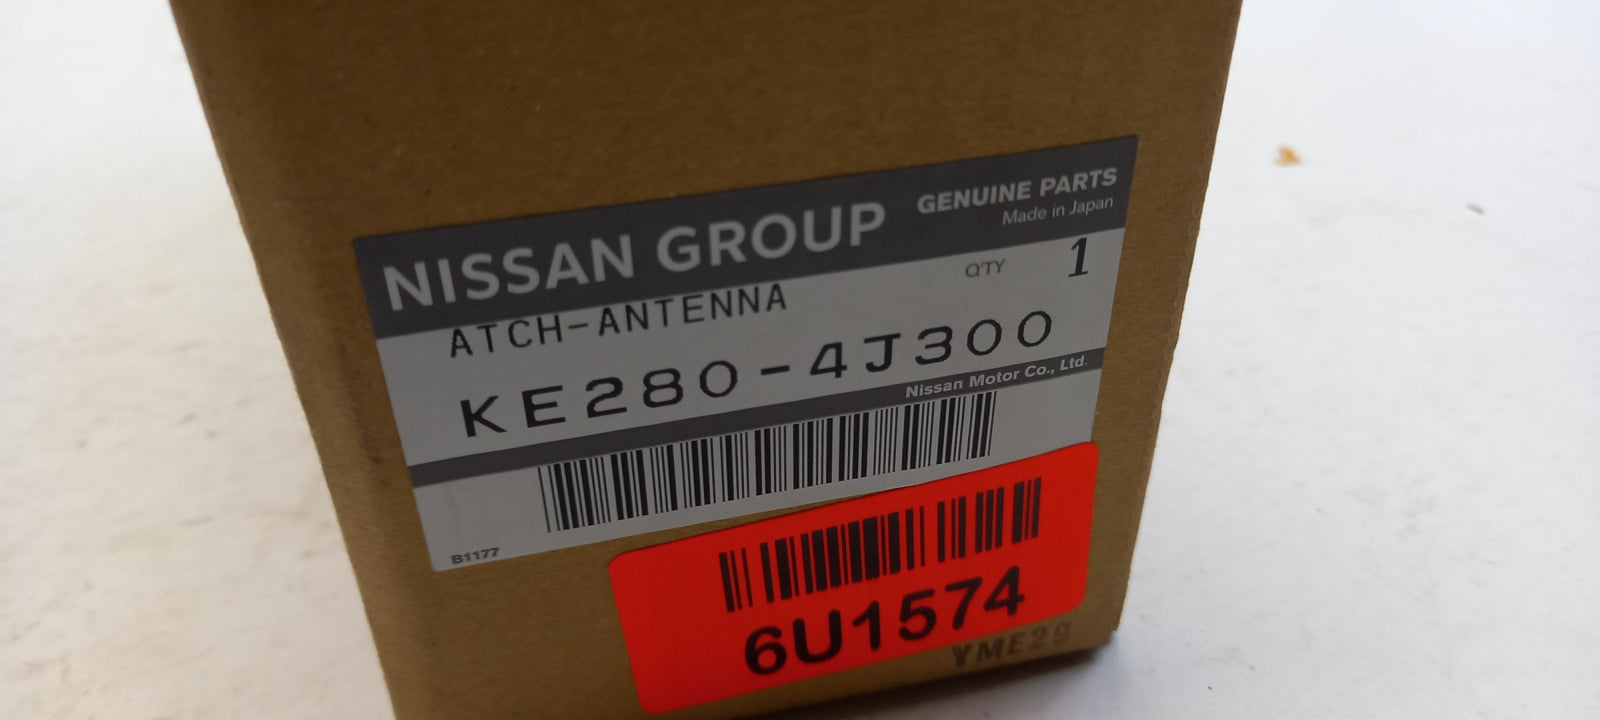 NISSAN GROUP
GENUINE PARTS
Made in Japan
ATCH-ANTENNA
Q'TY 1
KE280-4J300
Nissan Motor Co., Ltd.
B1177
6U1574
YME29